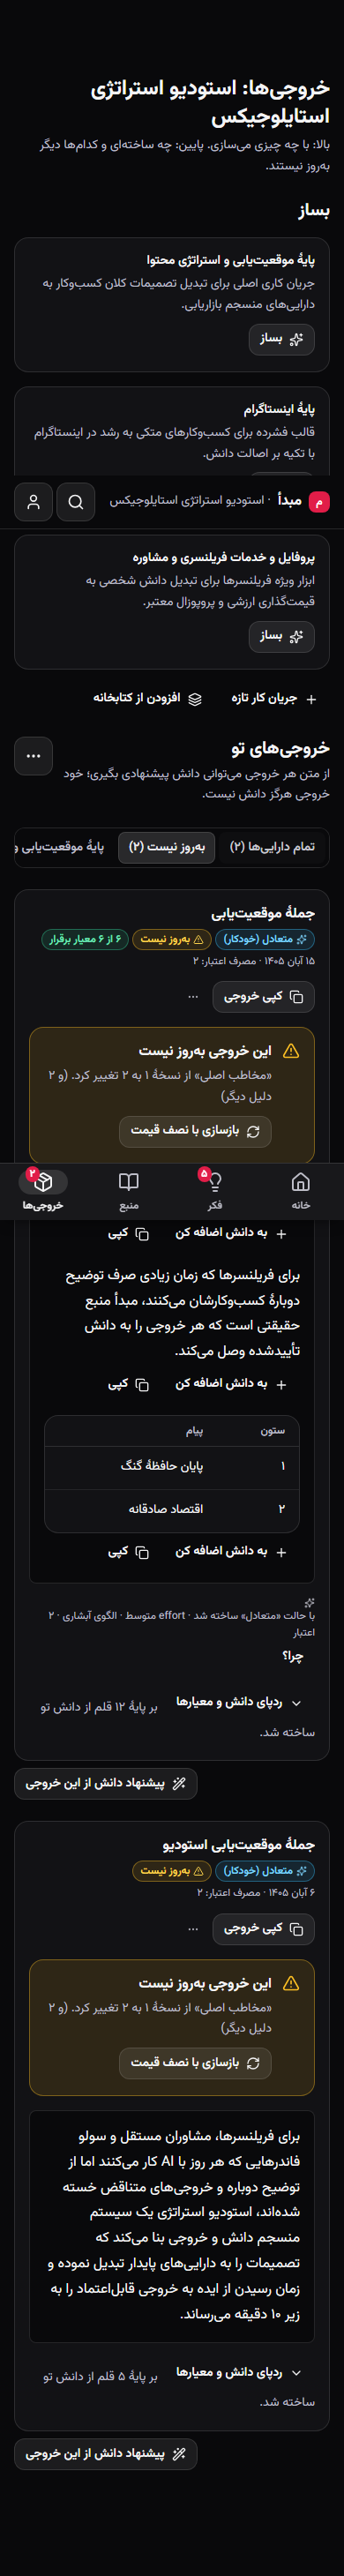 خروجی‌ها: استودیو استراتژی
استایلوجیکس
بالا: با چه چیزی می‌سازی. پایین: چه ساخته‌ای و کدام‌ها دیگر
به‌روز نیستند.
بساز
پایهٔ موقعیت‌یابی و استراتژی محتوا
جریان کاری اصلی برای تبدیل تصمیمات کلان کسب‌وکار به
دارایی‌های منسجم بازاریابی.
بساز
پایهٔ اینستاگرام
قالب فشرده برای کسب‌وکارهای متکی به رشد در اینستاگرام
با تکیه بر اصالت دانش.
م مبدأ · استودیو استراتژی استایلوجیکس
پروفایل و خدمات فریلنسری و مشاوره
ابزار ویژه فریلنسرها برای تبدیل دانش شخصی به
قیمت‌گذاری ارزشی و پروپوزال معتبر.
بساز
جریان کار تازه افزودن از کتابخانه
خروجی‌های تو
از متن هر خروجی می‌توانی دانش پیشنهادی بگیری؛ خود
خروجی هرگز دانش نیست.
تمام دارایی‌ها (۲) به‌روز نیست (۲) پایهٔ موقعیت‌یابی و
جملهٔ موقعیت‌یابی
متعادل (خودکار) به‌روز نیست ۶ از ۶ معیار برقرار
۱۵ آبان ۱۴۰۵ · مصرف اعتبار: ۲
کپی خروجی ...
این خروجی به‌روز نیست
«مخاطب اصلی» از نسخهٔ ۱ به ۲ تغییر کرد. (و ۲
دلیل دیگر)
بازسازی با نصف قیمت
خانه فکر ۵ منبع خروجی‌ها ۲
به دانش اضافه کن کپی
برای فریلنسرها که زمان زیادی صرف توضیح
دوبارهٔ کسب‌وکارشان می‌کنند، مبدأ منبع
حقیقتی است که هر خروجی را به دانش
تأییدشده وصل می‌کند.
به دانش اضافه کن کپی
ستون پیام
۱ پایان حافظهٔ گنگ
۲ اقتصاد صادقانه
به دانش اضافه کن کپی
با حالت «متعادل» ساخته شد · effort متوسط · الگوی آبشاری · ۲
اعتبار
چرا؟
ردپای دانش و معیارها بر پایهٔ ۱۲ قلم از دانش تو
ساخته شد.
پیشنهاد دانش از این خروجی
جملهٔ موقعیت‌یابی استودیو
متعادل (خودکار) به‌روز نیست
۶ آبان ۱۴۰۵ · مصرف اعتبار: ۲
کپی خروجی ...
این خروجی به‌روز نیست
«مخاطب اصلی» از نسخهٔ ۱ به ۲ تغییر کرد. (و ۲
دلیل دیگر)
بازسازی با نصف قیمت
برای فریلنسرها، مشاوران مستقل و سولو
فاندرهایی که هر روز با AI کار می‌کنند اما از
توضیح دوباره و خروجی‌های متناقض خسته
شده‌اند، استودیو استراتژی یک سیستم
منسجم دانش و خروجی بنا می‌کند که
تصمیمات را به دارایی‌های پایدار تبدیل نموده و
زمان رسیدن از ایده به خروجی قابل‌اعتماد را به
زیر ۱۰ دقیقه می‌رساند.
ردپای دانش و معیارها بر پایهٔ ۵ قلم از دانش تو
ساخته شد.
پیشنهاد دانش از این خروجی